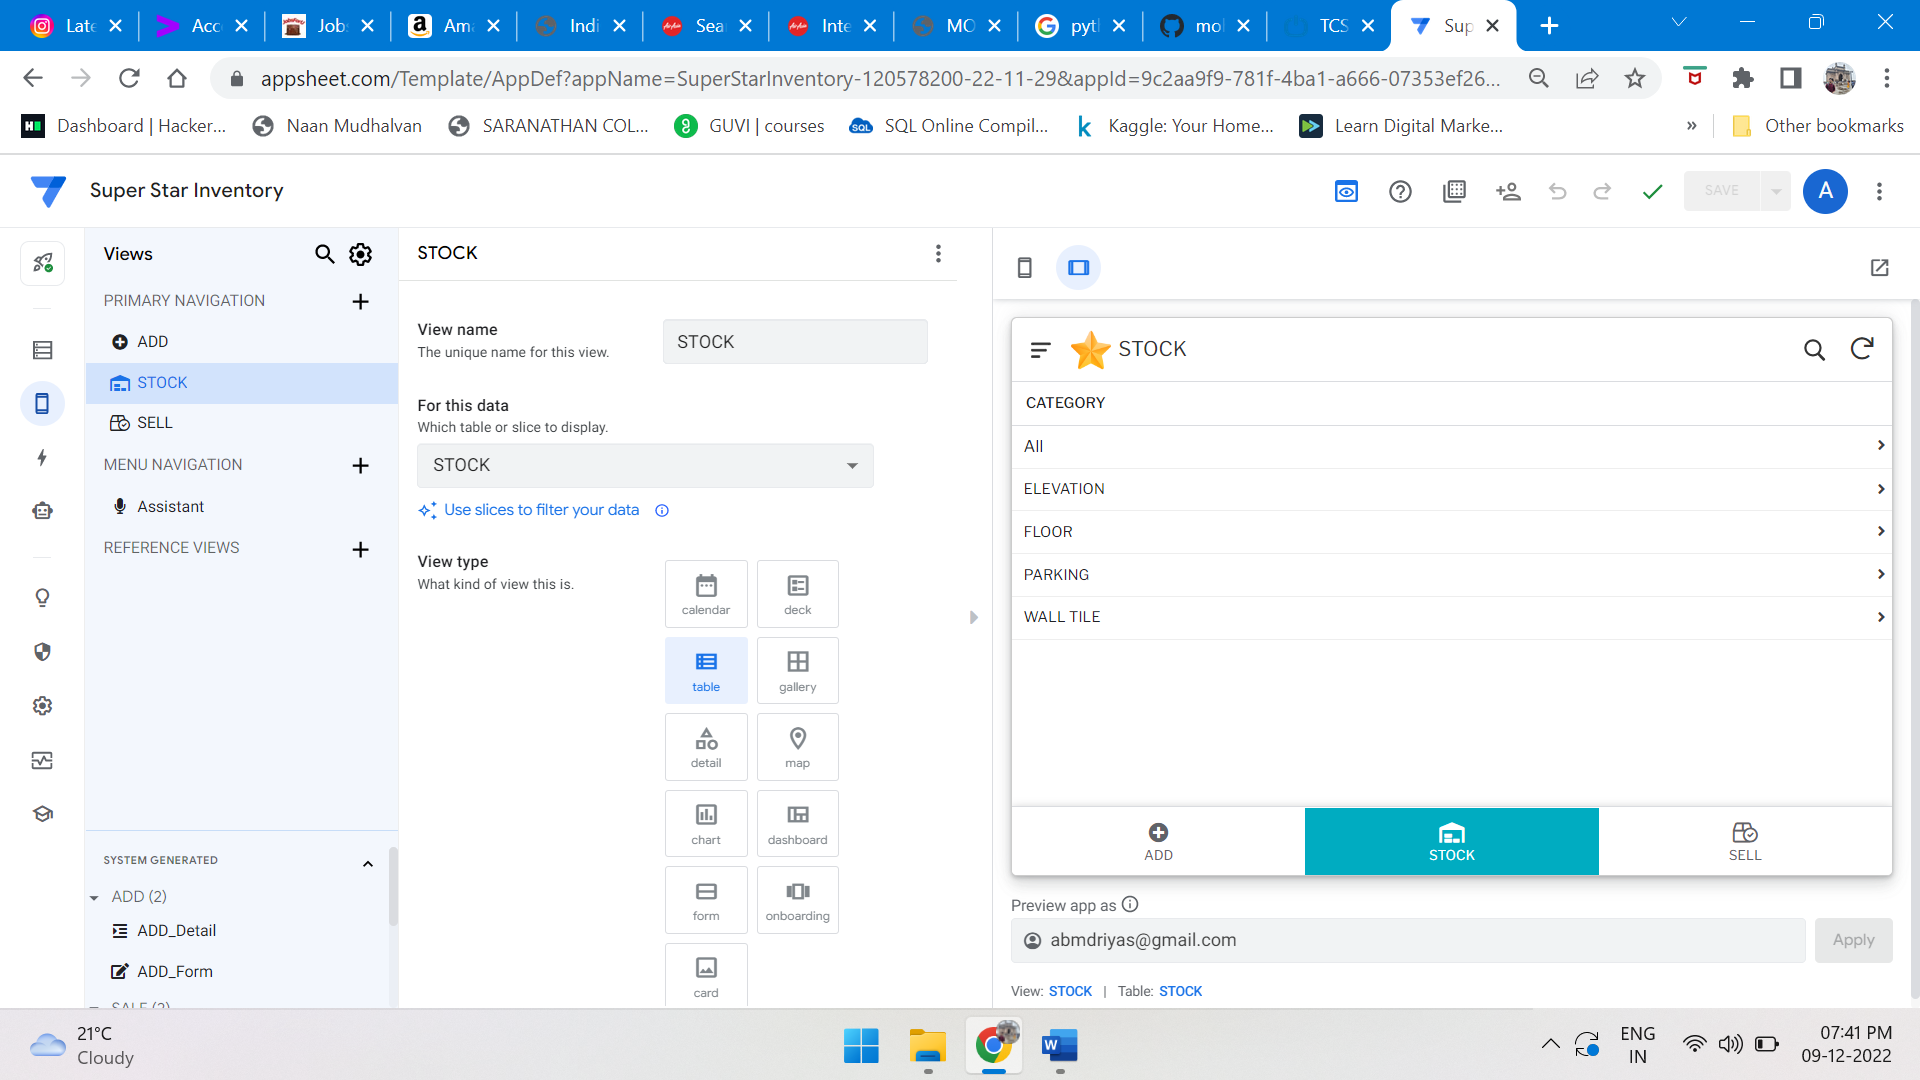 Late
Acc
Job
Ama
Indi
Sea
Inte
MO
pyt
mo
TCS
Sup
appsheet.com/Template/AppDef?appName=SuperStarInventory-120578200-22-11-29&appId=9c2aa9f9-781f-4ba1-a666-07353ef26...
Dashboard | Hacker...
Naan Mudhalvan
SARANATHAN COL...
GUVI | courses
SQL Online Compil...
Kaggle: Your Home...
Learn Digital Marke...
»
Other bookmarks
Super Star Inventory
SAVE
A
Views
PRIMARY NAVIGATION
ADD
STOCK
SELL
MENU NAVIGATION
Assistant
REFERENCE VIEWS
SYSTEM GENERATED
ADD (2)
ADD_Detail
ADD_Form
SALE (2)
STOCK
View name
The unique name for this view.
STOCK
For this data
Which table or slice to display.
STOCK
Use slices to filter your data
View type
What kind of view this is.
calendar
deck
table
gallery
detail
map
chart
dashboard
form
onboarding
card
STOCK
CATEGORY
All
ELEVATION
FLOOR
PARKING
WALL TILE
ADD
STOCK
SELL
Preview app as
abmdriyas@gmail.com
Apply
View: STOCK | Table: STOCK
21°C
Cloudy
ENG
IN
07:41 PM
09-12-2022